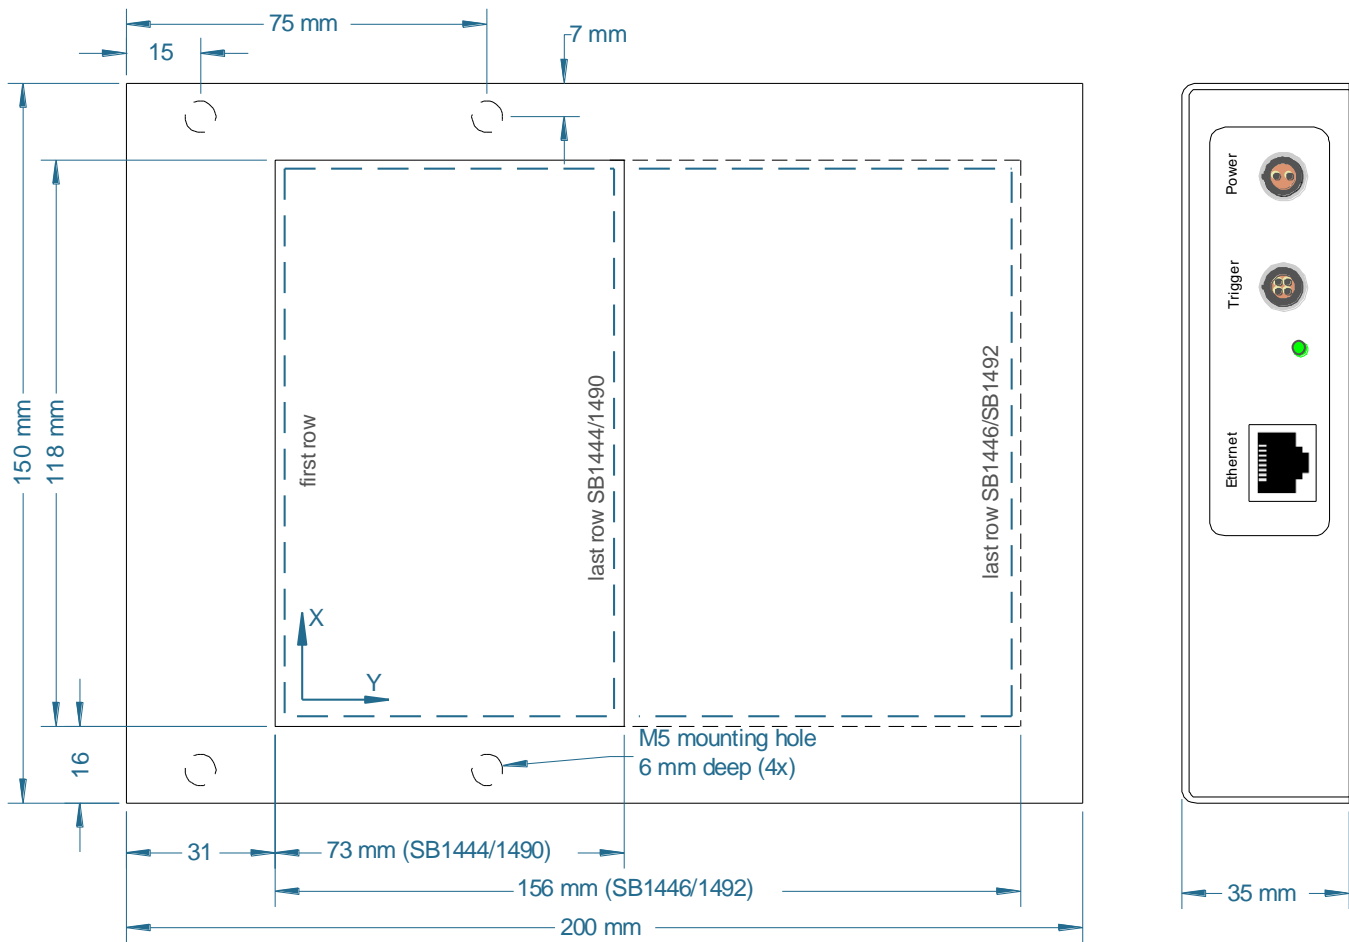 75 mm
7 mm
15
Power
Trigger
Ethernet
150 mm
118 mm
first row
last row SB1444/1490
last row SB1446/SB1492
X
Y
M5 mounting hole
6 mm deep (4x)
16
31
73 mm (SB1444/1490)
156 mm (SB1446/1492)
35 mm
200 mm